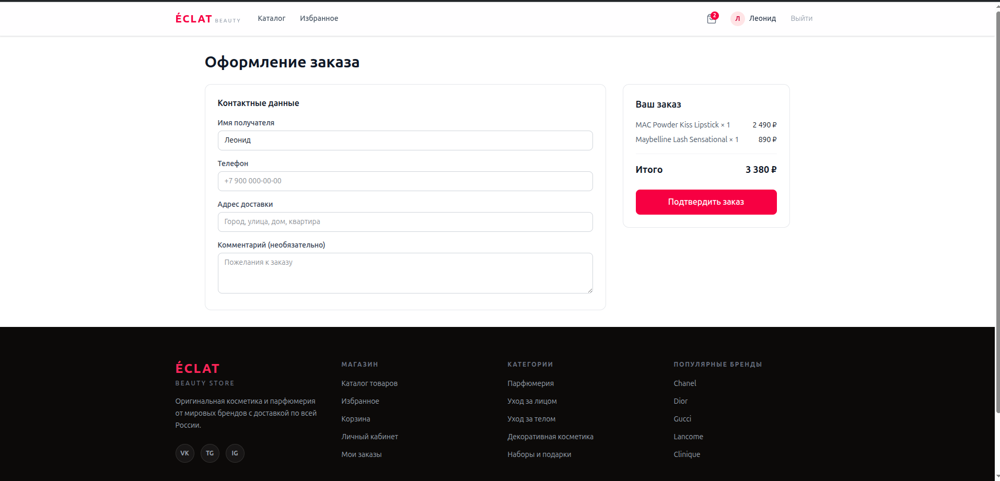 ÉCLAT BEAUTY Каталог Избранное 2 Л Леонид Выйти
Оформление заказа
Контактные данные
Имя получателя
Леонид
Телефон
+7 900 000-00-00
Адрес доставки
Город, улица, дом, квартира
Комментарий (необязательно)
Пожелания к заказу
Ваш заказ
MAC Powder Kiss Lipstick × 1 2 490 ₽
Maybelline Lash Sensational × 1 890 ₽
Итого 3 380 ₽
Подтвердить заказ
ÉCLAT
BEAUTY STORE
Оригинальная косметика и парфюмерия
от мировых брендов с доставкой по всей
России.
VK TG IG
МАГАЗИН
Каталог товаров
Избранное
Корзина
Личный кабинет
Мои заказы
КАТЕГОРИИ
Парфюмерия
Уход за лицом
Уход за телом
Декоративная косметика
Наборы и подарки
ПОПУЛЯРНЫЕ БРЕНДЫ
Chanel
Dior
Gucci
Lancome
Clinique